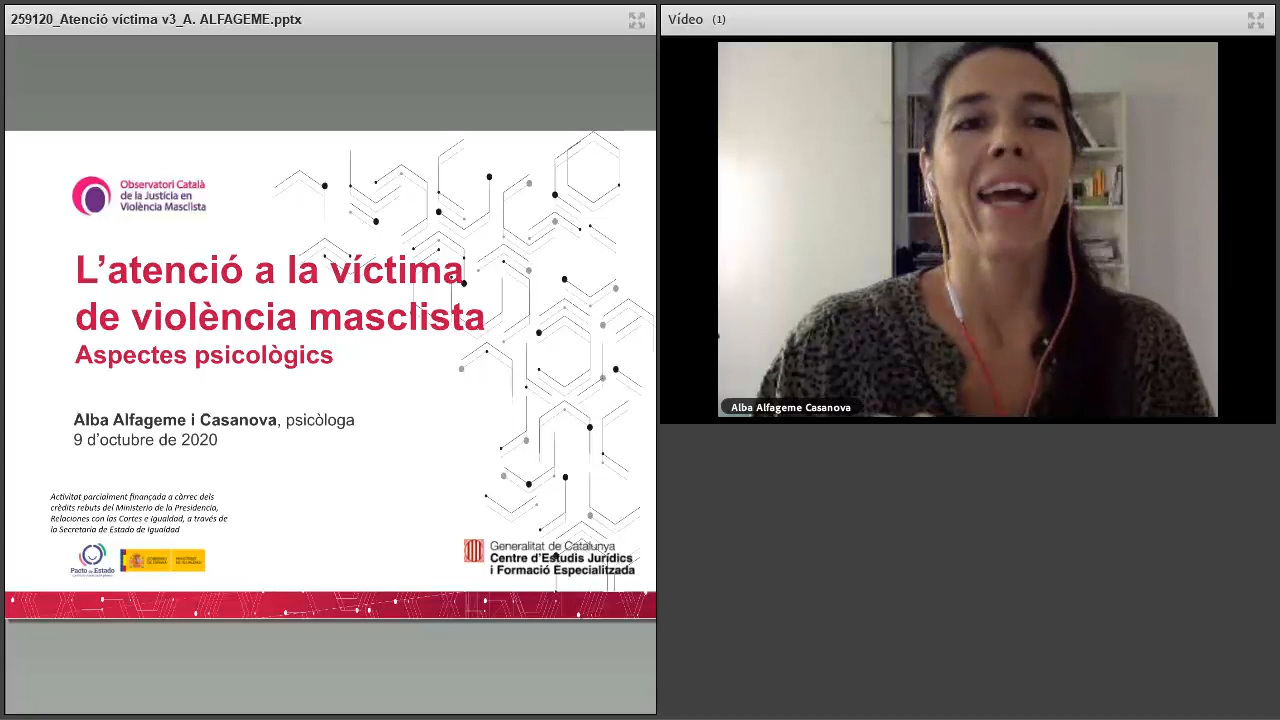 259120_Atenció víctima v3_A. ALFAGEME.pptx
Vídeo (1)
Observatori Català
de la Justícia en
Violència Masclista
L'atenció a la víctima
de violència masclista
Aspectes psicològics
Alba Alfageme i Casanova, psicòloga
9 d'octubre de 2020
Activitat parcialment finançada a càrrec dels
crèdits rebuts del Ministerio de la Presidencia,
Relaciones con las Cortes e Igualdad, a través de
la Secretaria de Estado de Igualdad
Pacto de Estado
Generalitat de Catalunya
Centre d'Estudis Jurídics
i Formació Especialitzada
Alba Alfageme Casanova